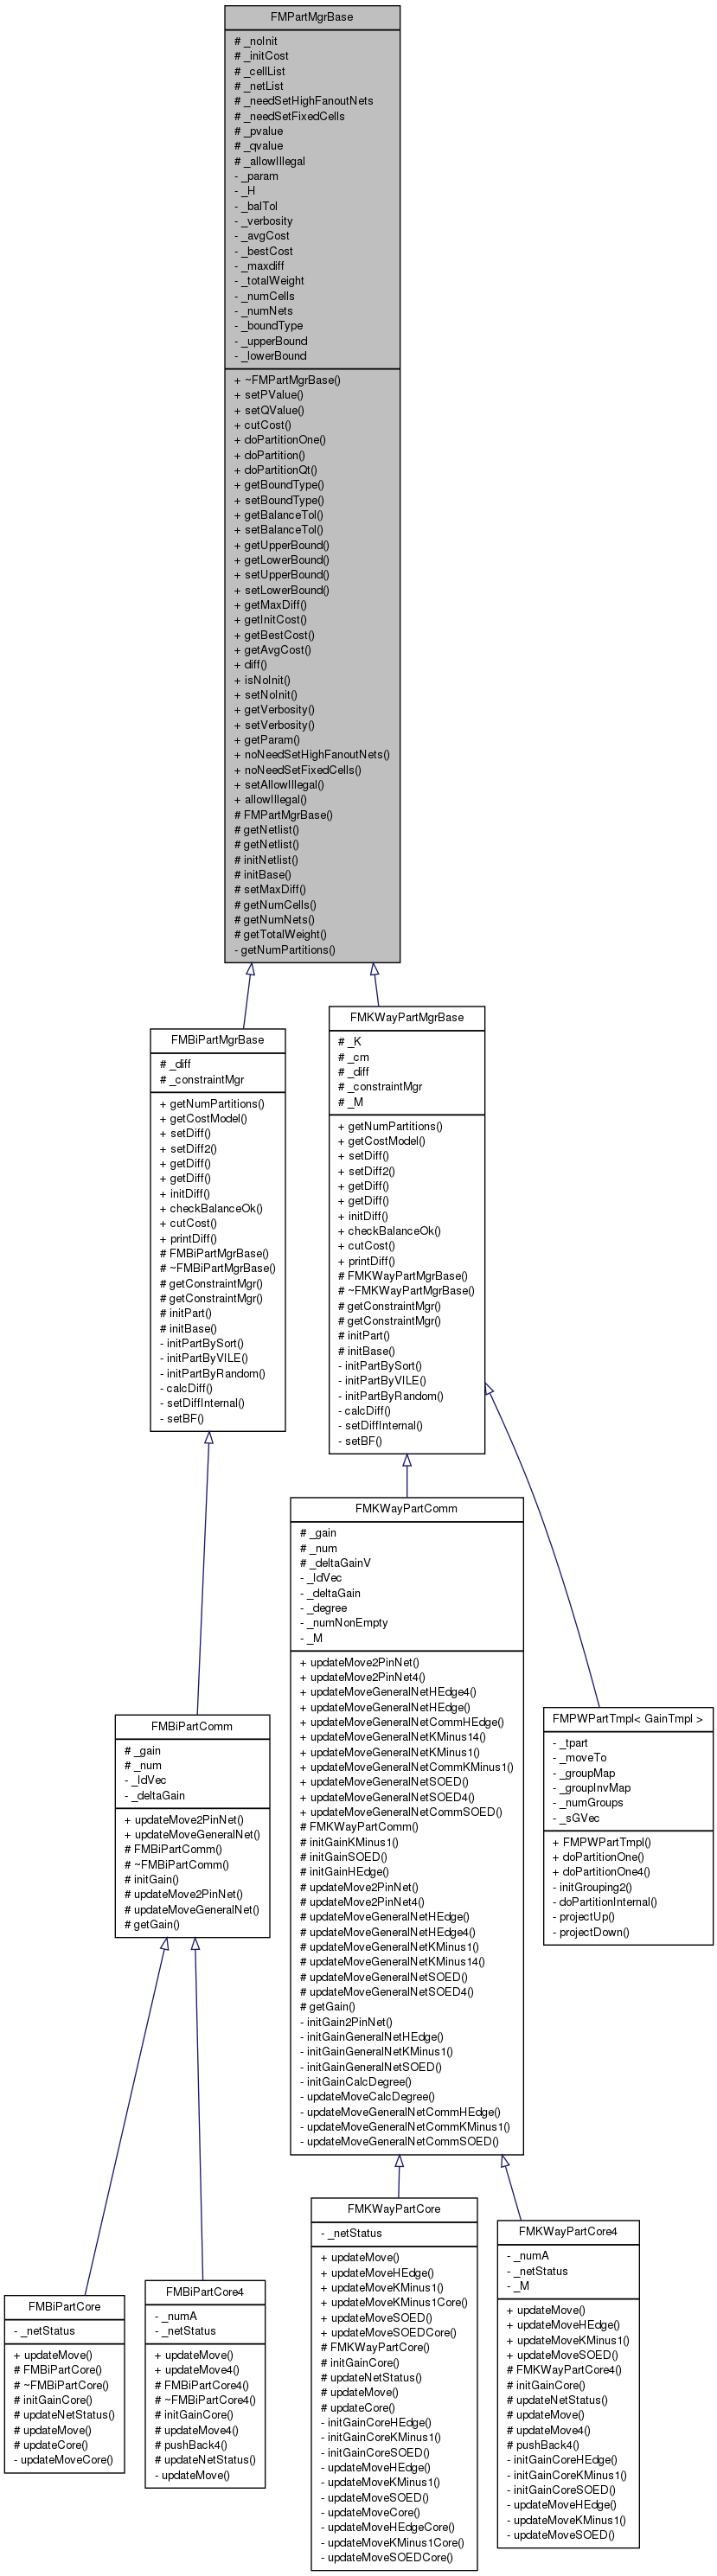 FMPartMgrBase
# _noInit
# _initCost
# _cellList
# _netList
# _needSetHighFanoutNets
# _needSetFixedCells
# _pvalue
# _qvalue
# _allowIllegal
- _param
- _H
- _balTol
- _verbosity
- _avgCost
- _bestCost
- _maxdiff
- _totalWeight
- _numCells
- _numNets
- _boundType
- _upperBound
- _lowerBound
+ ~FMPartMgrBase()
+ setPValue()
+ setQValue()
+ cutCost()
+ doPartitionOne()
+ doPartition()
+ doPartitionQt()
+ getBoundType()
+ setBoundType()
+ getBalanceTol()
+ setBalanceTol()
+ getUpperBound()
+ getLowerBound()
+ setUpperBound()
+ setLowerBound()
+ getMaxDiff()
+ getInitCost()
+ getBestCost()
+ getAvgCost()
+ diff()
+ isNoInit()
+ setNoInit()
+ getVerbosity()
+ setVerbosity()
+ getParam()
+ noNeedSetHighFanoutNets()
+ noNeedSetFixedCells()
+ setAllowIllegal()
+ allowIllegal()
# FMPartMgrBase()
# getNetlist()
# getNetlist()
# initNetlist()
# initBase()
# setMaxDiff()
# getNumCells()
# getNumNets()
# getTotalWeight()
- getNumPartitions()
FMBiPartMgrBase
# _diff
# _constraintMgr
+ getNumPartitions()
+ getCostModel()
+ setDiff()
+ setDiff2()
+ getDiff()
+ getDiff()
+ initDiff()
+ checkBalanceOk()
+ cutCost()
+ printDiff()
# FMBiPartMgrBase()
# ~FMBiPartMgrBase()
# getConstraintMgr()
# getConstraintMgr()
# initPart()
# initBase()
- initPartBySort()
- initPartByVILE()
- initPartByRandom()
- calcDiff()
- setDiffInternal()
- setBF()
FMKWayPartMgrBase
# _K
# _cm
# _diff
# _constraintMgr
# _M
+ getNumPartitions()
+ getCostModel()
+ setDiff()
+ setDiff2()
+ getDiff()
+ getDiff()
+ initDiff()
+ checkBalanceOk()
+ cutCost()
+ printDiff()
# FMKWayPartMgrBase()
# ~FMKWayPartMgrBase()
# getConstraintMgr()
# getConstraintMgr()
# initPart()
# initBase()
- initPartBySort()
- initPartByVILE()
- initPartByRandom()
- calcDiff()
- setDiffInternal()
- setBF()
FMKWayPartComm
# _gain
# _num
# _deltaGainV
- _IdVec
- _deltaGain
- _degree
- _numNonEmpty
- _M
+ updateMove2PinNet()
+ updateMove2PinNet4()
+ updateMoveGeneralNetHEdge4()
+ updateMoveGeneralNetHEdge()
+ updateMoveGeneralNetCommHEdge()
+ updateMoveGeneralNetKMinus14()
+ updateMoveGeneralNetKMinus1()
+ updateMoveGeneralNetCommKMinus1()
+ updateMoveGeneralNetSOED()
+ updateMoveGeneralNetSOED4()
+ updateMoveGeneralNetCommSOED()
# FMKWayPartComm()
# initGainKMinus1()
# initGainSOED()
# initGainHEdge()
# updateMove2PinNet()
# updateMove2PinNet4()
# updateMoveGeneralNetHEdge()
# updateMoveGeneralNetHEdge4()
# updateMoveGeneralNetKMinus1()
# updateMoveGeneralNetKMinus14()
# updateMoveGeneralNetSOED()
# updateMoveGeneralNetSOED4()
# getGain()
- initGain2PinNet()
- initGainGeneralNetHEdge()
- initGainGeneralNetKMinus1()
- initGainGeneralNetSOED()
- initGainCalcDegree()
- updateMoveCalcDegree()
- updateMoveGeneralNetCommHEdge()
- updateMoveGeneralNetCommKMinus1()
- updateMoveGeneralNetCommSOED()
FMPWPartTmpl< GainTmpl >
- _tpart
- _moveTo
- _groupMap
- _groupInvMap
- _numGroups
- _sGVec
+ FMPWPartTmpl()
+ doPartitionOne()
+ doPartitionOne4()
- initGrouping2()
- doPartitionInternal()
- projectUp()
- projectDown()
FMBiPartComm
# _gain
# _num
- _IdVec
- _deltaGain
+ updateMove2PinNet()
+ updateMoveGeneralNet()
# FMBiPartComm()
# ~FMBiPartComm()
# initGain()
# updateMove2PinNet()
# updateMoveGeneralNet()
# getGain()
FMBiPartCore
- _netStatus
+ updateMove()
# FMBiPartCore()
# ~FMBiPartCore()
# initGainCore()
# updateNetStatus()
# updateMove()
# updateCore()
- updateMoveCore()
FMBiPartCore4
- _numA
- _netStatus
+ updateMove()
+ updateMove4()
# FMBiPartCore4()
# ~FMBiPartCore4()
# initGainCore()
# updateMove4()
# pushBack4()
# updateNetStatus()
- updateMove()
FMKWayPartCore
- _netStatus
+ updateMove()
+ updateMoveHEdge()
+ updateMoveKMinus1()
+ updateMoveKMinus1Core()
+ updateMoveSOED()
+ updateMoveSOEDCore()
# FMKWayPartCore()
# initGainCore()
# updateNetStatus()
# updateMove()
# updateCore()
- initGainCoreHEdge()
- initGainCoreKMinus1()
- initGainCoreSOED()
- updateMoveHEdge()
- updateMoveKMinus1()
- updateMoveSOED()
- updateMoveCore()
- updateMoveHEdgeCore()
- updateMoveKMinus1Core()
- updateMoveSOEDCore()
FMKWayPartCore4
- _numA
- _netStatus
- _M
+ updateMove()
+ updateMoveHEdge()
+ updateMoveKMinus1()
+ updateMoveSOED()
# FMKWayPartCore4()
# initGainCore()
# updateNetStatus()
# updateMove()
# updateMove4()
# pushBack4()
- initGainCoreHEdge()
- initGainCoreKMinus1()
- initGainCoreSOED()
- updateMoveHEdge()
- updateMoveKMinus1()
- updateMoveSOED()